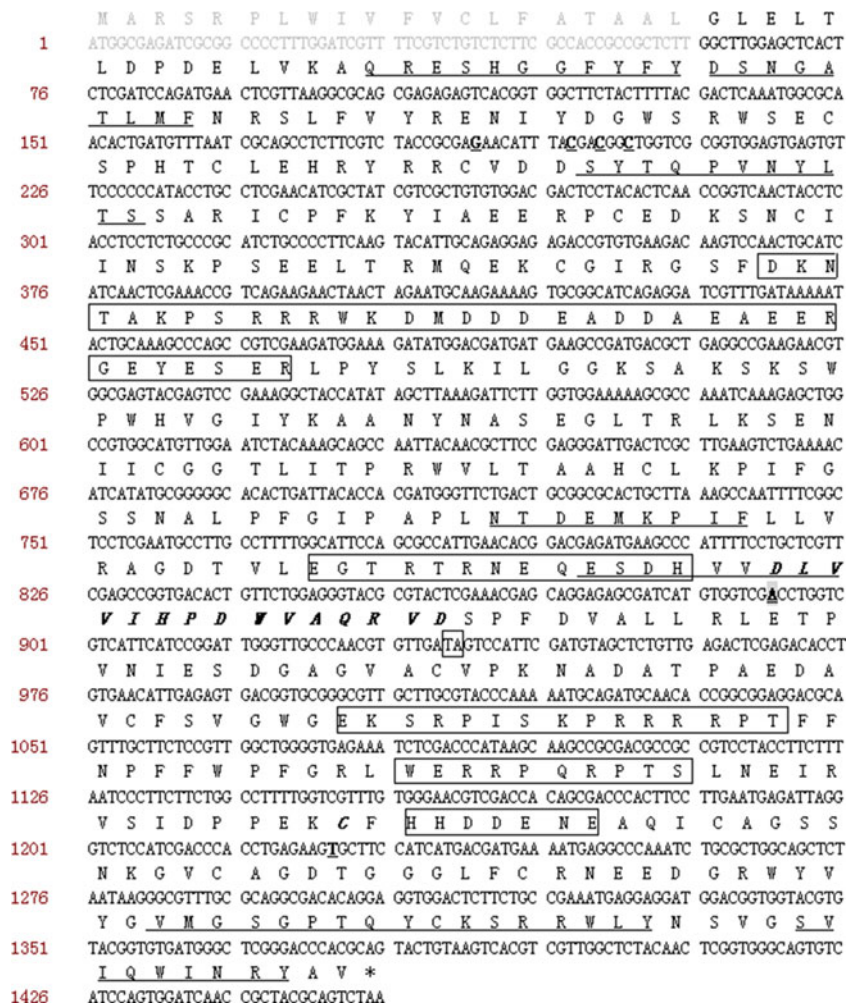 M A R S R P L W I V F V C L F A T A A L G L E L T
1 ATGGCGAGATCGCGG CCCCTTTGGATCGTT TTCGTCTGTCTCTTC GCCACCGCCGCTCTT GGCTTGGAGCTCACT
L D P D E L V K A Q R E S H G G F Y F Y D S N G A
76 CTCGATCCAGATGAA CTCGTTAAGGCGCAG CGAGAGAGTCACGGT GGCTTCTACTTTTAC GACTCAAATGGCGCA
T L M F N R S L F V Y R E N I Y D G W S R W S E C
151 ACACTGATGTTTAAT CGCAGCCTCTTCGTC TACCGCGAGAACATT TACGACGGCTGGTCG CGGTGGAGTGAGTGT
S P H T C L E H R Y R R C V D D S Y T Q P V N Y L
226 TCCCCCCATACCTGC CTCGAACATCGCTAT CGTCGCTGTGTGGAC GACTCCTACACTCAA CCGGTCAACTACCTC
T S S A R I C P F K Y I A E E R P C E D K S N C I
301 ACCTCCTCTGCCCGC ATCTGCCCCTTCAAG TACATTGCAGAGGAG AGACCGTGTGAAGAC AAGTCCAACTGCATC
I N S K P S E E L T R M Q E K C G I R G S F D K N
376 ATCAACTCGAAACCG TCAGAAGAACTAACT AGAATGCAAGAAAAG TGCGGCATCAGAGGA TCGTTTGATAAAAAT
T A K P S R R R W K D M D D D E A D D A E A E E R
451 ACTGCAAAGCCCAGC CGTCGAAGATGGAAA GATATGGACGATGAT GAAGCCGATGACGCT GAGGCCGAAGAACGT
G E Y E S E R L P Y S L K I L G G K S A K S K S W
526 GGCGAGTACGAGTCC GAAAGGCTACCATAT AGCTTAAAGATTCTT GGTGGAAAAAGCGCC AAATCAAAGAGCTGG
P W H V G I Y K A A N Y N A S E G L T R L K S E N
601 CCGTGGCATGTTGGA ATCTACAAAGCAGCC AATTACAACGCTTCC GAGGGATTGACTCGC TTGAAGTCTGAAAAC
I I C G G T L I T P R W V L T A A H C L K P I F G
676 ATCATATGCGGGGGC ACACTGATTACACCA CGATGGGTTCTGACT GCGGCGCACTGCTTA AAGCCAATTTTCGGC
S S N A L P F G I P A P L N T D E M K P I F L L V
751 TCCTCGAATGCCTTG CCTTTTGGCATTCCA GCGCCATTGAACACG GACGAGATGAAGCCC ATTTTCCTGCTCGTT
R A G D T V L E G T R T R N E Q E S D H V V D L V
826 CGAGCCGGTGACACT GTTCTGGAGGGTACG CGTACTCGAAACGAG CAGGAGAGCGATCAT GTGGTCGACCTGGTC
V I H P D W V A Q R V D S P F D V A L L R L E T P
901 GTCATTCATCCGGAT TGGGTTGCCCAACGT GTTGATAGTCCATTC GATGTAGCTCTGTTG AGACTCGAGACACCT
V N I E S D G A G V A C V P K N A D A T P A E D A
976 GTGAACATTGAGAGT GACGGTGCGGGCGTT GCTTGCGTACCCAAA AATGCAGATGCAACA CCGGCGGAGGACGCA
V C F S V G W G E K S R P I S K P R R R R P T F F
1051 GTTTGCTTCTCCGTT GGCTGGGGTGAGAAA TCTCGACCCATAAGC AAGCCGCGACGCCGC CGTCCTACCTTCTTT
N P F F W P F G R L W E R R P Q R P T S L N E I R
1126 AATCCCTTCTTCTGG CCTTTTGGTCGTTTG TGGGAACGTCGACCA CAGCGACCCACTTCC TTGAATGAGATTAGG
V S I D P P E K C F H H D D E N E A Q I C A G S S
1201 GTCTCCATCGACCCA CCTGAGAAGTGCTTC CATCATGACGATGAA AATGAGGCCCAAATC TGCGCTGGCAGCTCT
N K G V C A G D T G G G L F C R N E E D G R W Y V
1276 AATAAGGGCGTTTGC GCAGGCGACACAGGA GGTGGACTCTTCTGC CGAAATGAGGAGGAT GGACGGTGGTACGTG
Y G V M G S G P T Q Y C K S R R W L Y N S V G S V
1351 TACGGTGTGATGGGC TCGGGACCCACGCAG TACTGTAAGTCACGT CGTTGGCTCTACAAC TCGGTGGGCAGTGTC
I Q W I N R Y A V *
1426 ATCCAGTGGATCAAC CGCTACGCAGTCTAA